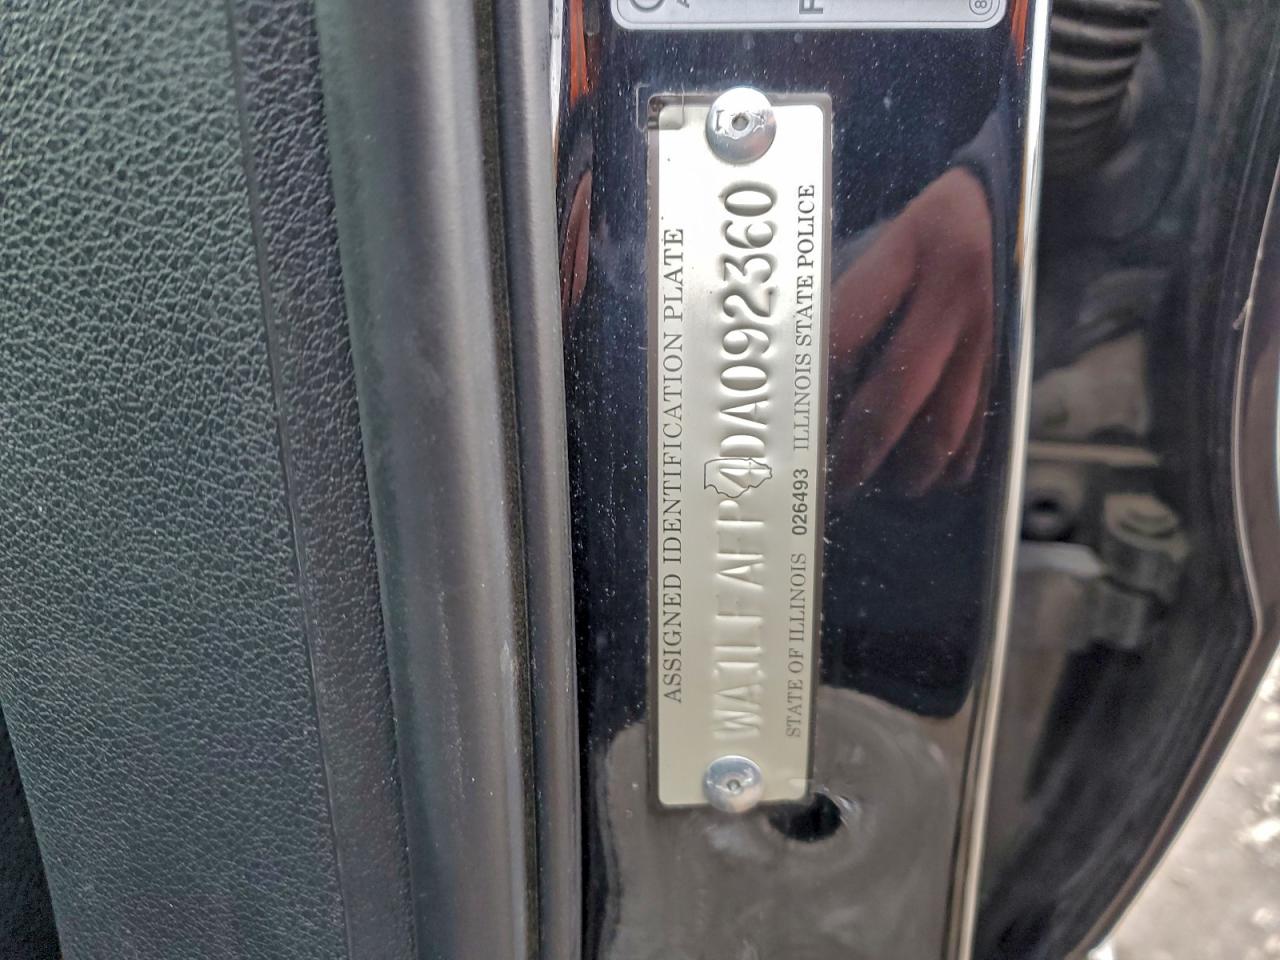 ASSIGNED IDENTIFICATION PLATE
WA1LFAFP4DA092360
STATE OF ILLINOIS 026493 ILLINOIS STATE POLICE